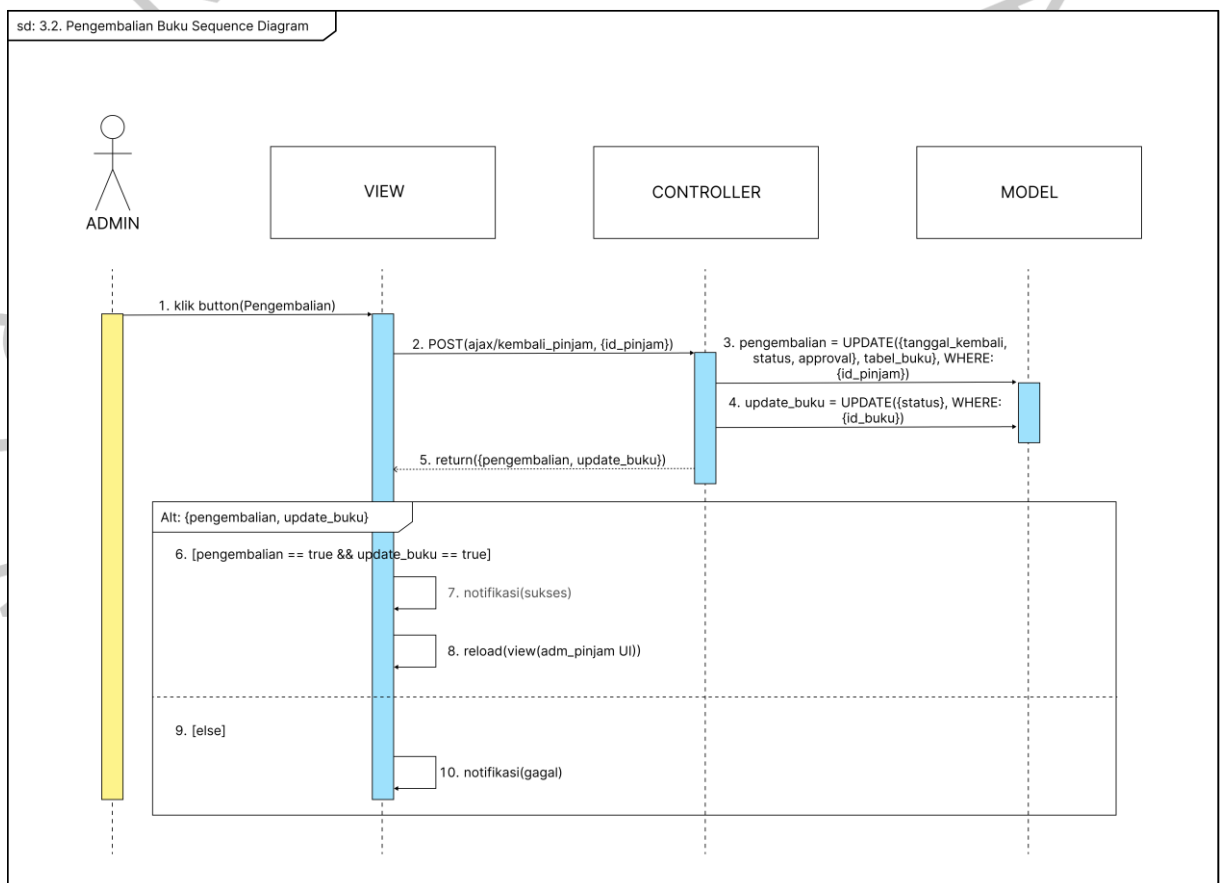 sd: 3.2. Pengembalian Buku Sequence Diagram
ADMIN
VIEW
CONTROLLER
MODEL
1. klik button(Pengembalian)
2. POST(ajax/kembali_pinjam, {id_pinjam})
3. pengembalian = UPDATE({tanggal_kembali,
status, approval}, tabel_buku}, WHERE:
{id_pinjam})
4. update_buku = UPDATE({status}, WHERE:
{id_buku})
5. return({pengembalian, update_buku})
Alt: {pengembalian, update_buku}
6. [pengembalian == true && update_buku == true]
7. notifikasi(sukses)
8. reload(view(adm_pinjam UI))
9. [else]
10. notifikasi(gagal)